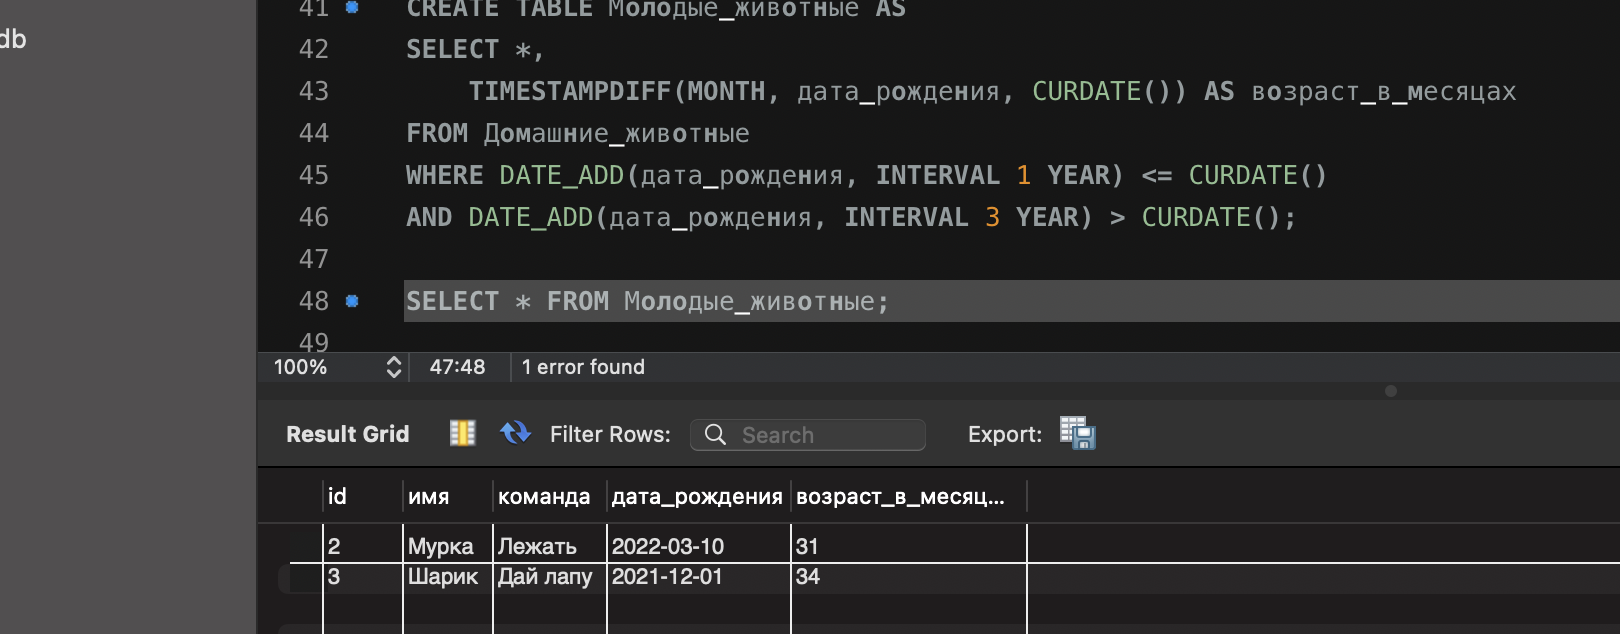 db
41 CREATE TABLE Молодые_животные AS
42 SELECT *,
43 TIMESTAMPDIFF(MONTH, дата_рождения, CURDATE()) AS возраст_в_месяцах
44 FROM Домашние_животные
45 WHERE DATE_ADD(дата_рождения, INTERVAL 1 YEAR) <= CURDATE()
46 AND DATE_ADD(дата_рождения, INTERVAL 3 YEAR) > CURDATE();
47
48 SELECT * FROM Молодые_животные;
49
100% 47:48 1 error found
Result Grid Filter Rows: Search Export:
id имя команда дата_рождения возраст_в_месяц...
2 Мурка Лежать 2022-03-10 31
3 Шарик Дай лапу 2021-12-01 34